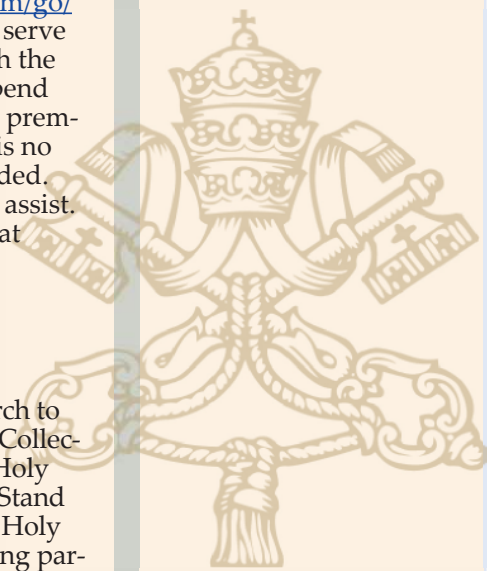 m/go/
serve
h the
pend
prem-
is no
ded.
assist.
at
rch to
Collec-
Holy
Stand
Holy
ng par-